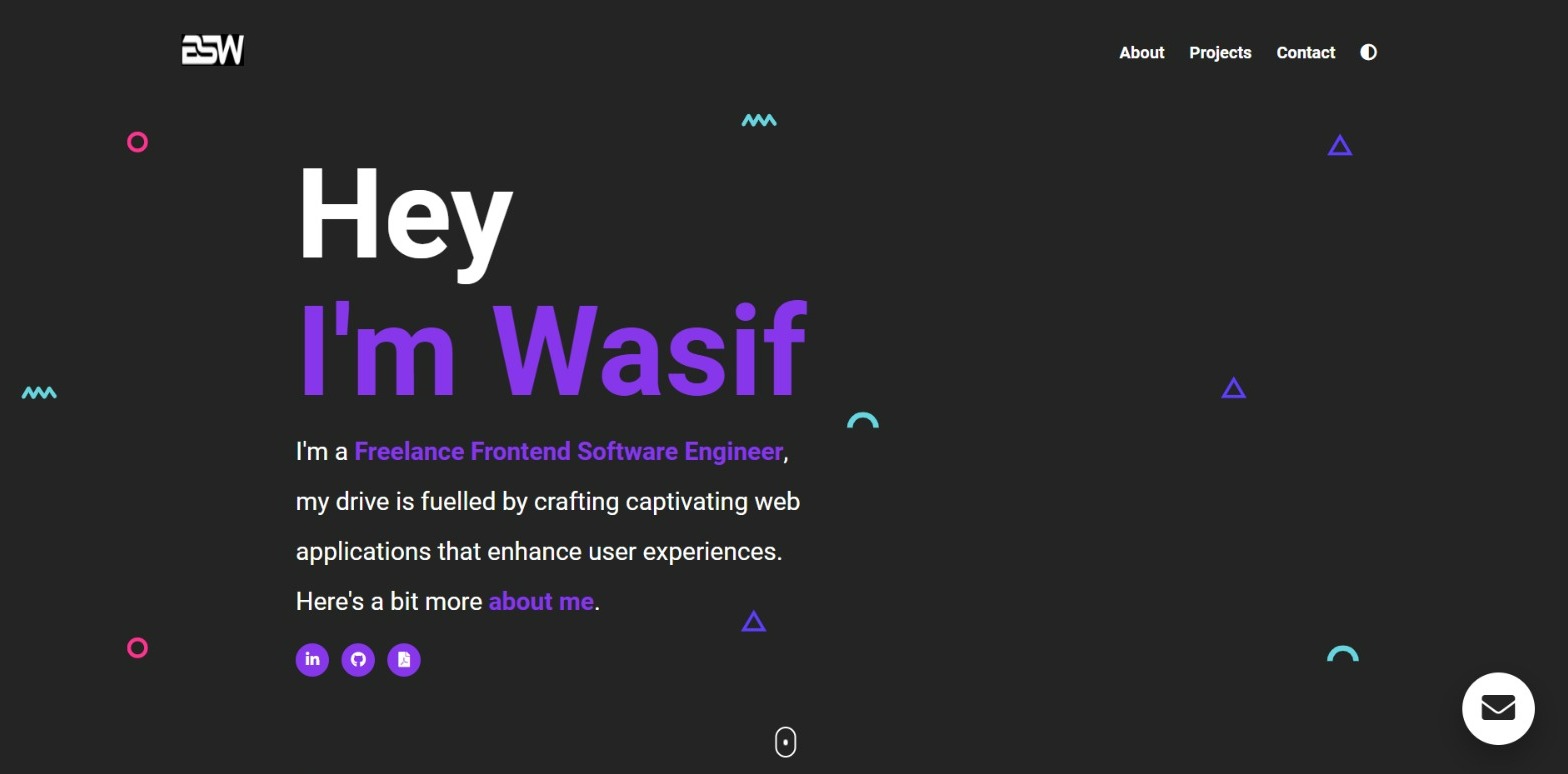 ESW
About Projects Contact
Hey
I'm Wasif
I'm a Freelance Frontend Software Engineer,
my drive is fuelled by crafting captivating web
applications that enhance user experiences.
Here's a bit more about me.
in